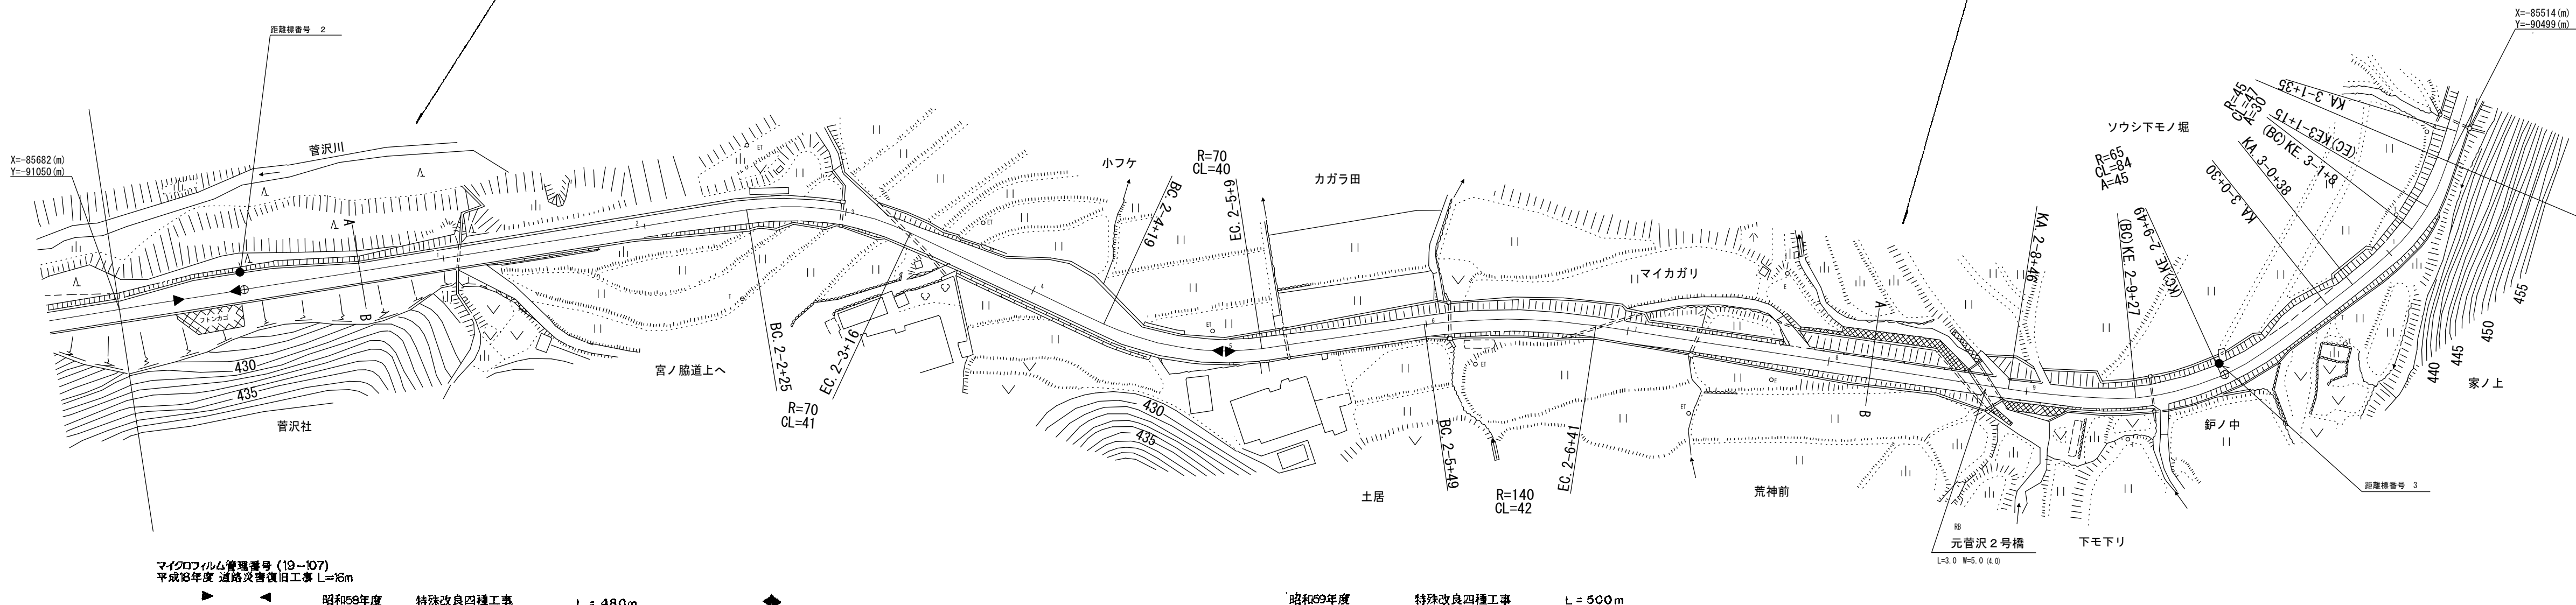 距離標番号 2
X=-85514(m)
Y=-90499(m)
X=-85682(m)
Y=-91050(m)
菅沢川
小フケ
R=70
CL=40
カガラ田
ソウシ下モノ堀
R=45
CL=47
A=30
KA. 3-1+35
(EC)KE3-1+15
(BC)KE. 3-1+8
KA. 3-0+38
KA. 3-0+30
R=65
CL=84
A=45
BC. 2-4+19
EC. 2-5+9
KA. 2-8+46
(BC)KE. 2-9+27
(KC)KE. 2-9+49
マイカガリ
A
B
フトンカゴ
430
435
菅沢社
宮ノ脇道上へ
BC. 2-2+25
EC. 2-3+16
R=70
CL=41
430
435
土居
BC. 2-5+49
EC. 2-6+41
R=140
CL=42
荒神前
A
B
鈩ノ中
家ノ上
440
445
450
455
距離標番号 3
RB
元菅沢2号橋
L=3.0 W=5.0 (4.0)
下モ下リ
マイクロフィルム管理番号 (19-107)
平成18年度 道路災害復旧工事 L=16m
昭和58年度 特殊改良四種工事 L=480m
昭和59年度 特殊改良四種工事 L=500m